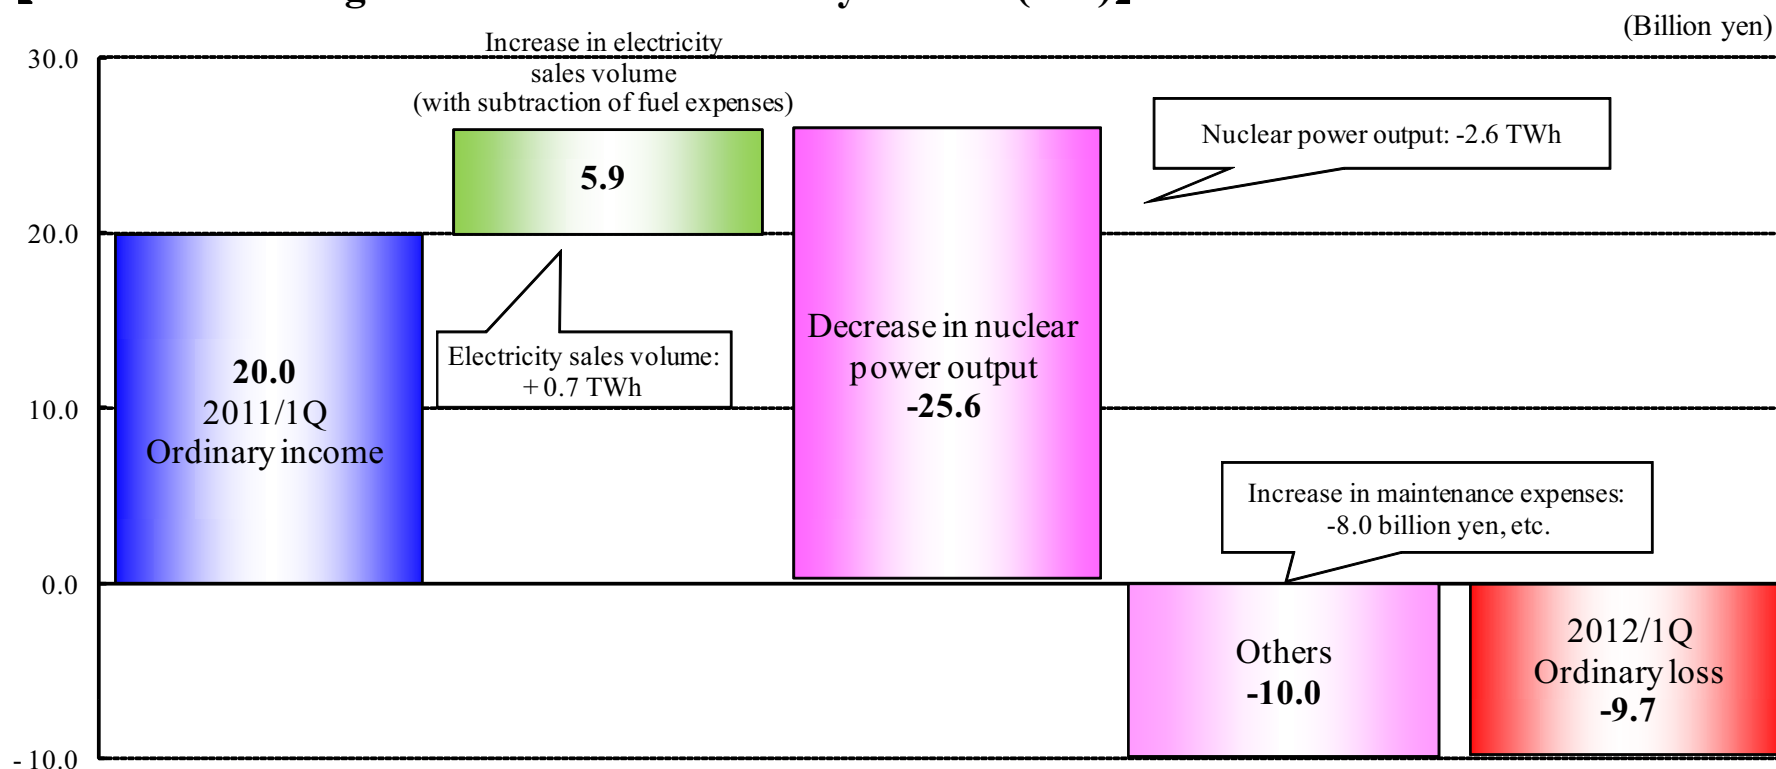 (Billion yen)
30.0
20.0
10.0
0.0
-10.0
Increase in electricity
sales volume
(with subtraction of fuel expenses)
5.9
Nuclear power output: -2.6 TWh
Electricity sales volume:
+ 0.7 TWh
20.0
2011/1Q
Ordinary income
Decrease in nuclear
power output
-25.6
Increase in maintenance expenses:
-8.0 billion yen, etc.
Others
-10.0
2012/1Q
Ordinary loss
-9.7